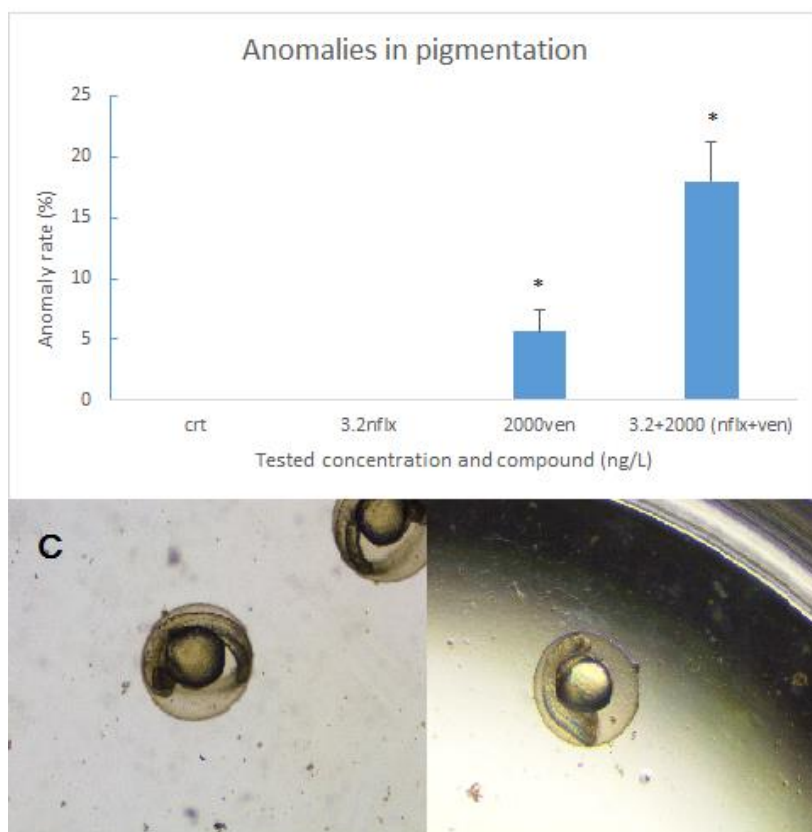 Anomalies in pigmentation
25
20
15
10
5
0
Anomaly rate (%)
*
*
crt 3.2nflx 2000ven 3.2+2000 (nflx+ven)
Tested concentration and compound (ng/L)
C